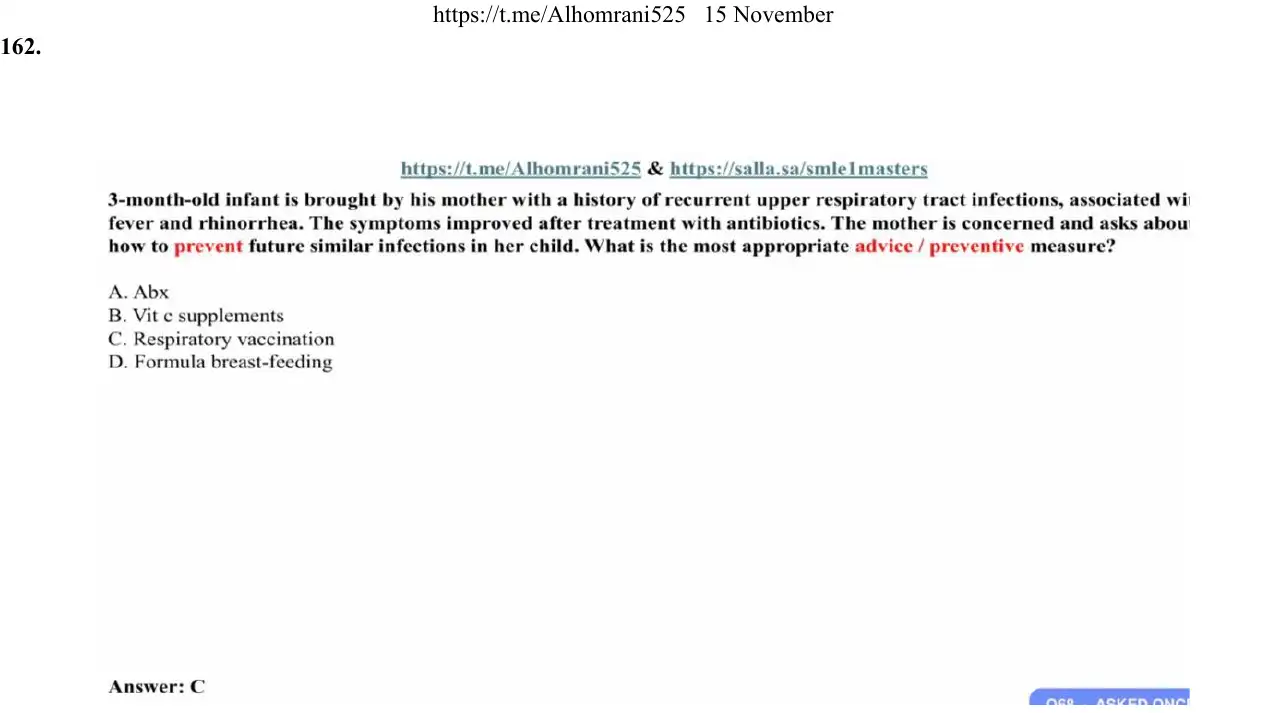 https://t.me/Alhomrani525 15 November
162.
https://t.me/Alhomrani525 & https://salla.sa/smle1masters
3-month-old infant is brought by his mother with a history of recurrent upper respiratory tract infections, associated wi
fever and rhinorrhea. The symptoms improved after treatment with antibiotics. The mother is concerned and asks abou
how to prevent future similar infections in her child. What is the most appropriate advice / preventive measure?
A. Abx
B. Vit c supplements
C. Respiratory vaccination
D. Formula breast-feeding
Answer: C
Q68 - ASKED ONC